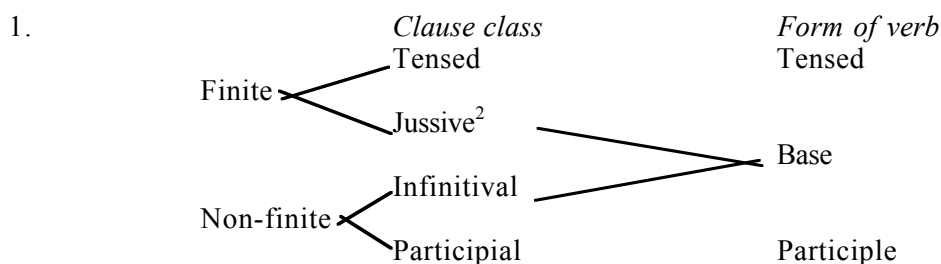 1. Clause class Form of verb
Tensed Tensed
Finite
Jussive²
Base
Infinitival
Non-finite
Participial Participle